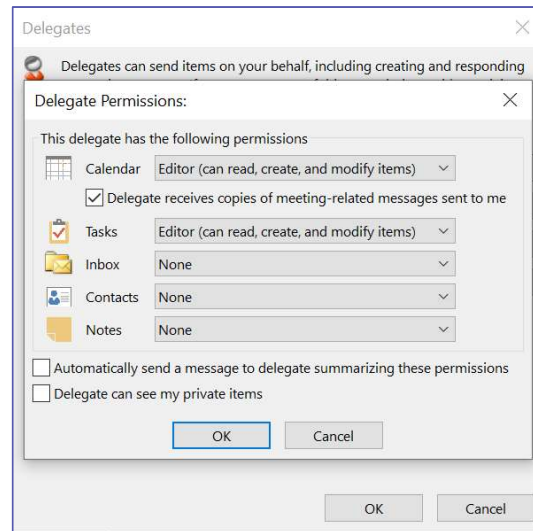 Delegates
Delegates can send items on your behalf, including creating and responding
Delegate Permissions:
This delegate has the following permissions
Calendar Editor (can read, create, and modify items)
Delegate receives copies of meeting-related messages sent to me
Tasks Editor (can read, create, and modify items)
Inbox None
Contacts None
Notes None
Automatically send a message to delegate summarizing these permissions
Delegate can see my private items
OK Cancel
OK Cancel